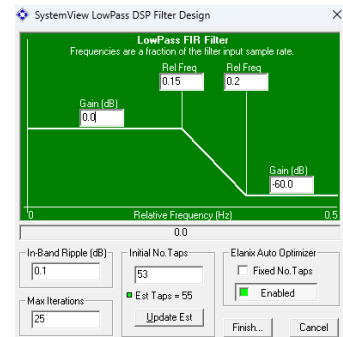 SystemView LowPass DSP Filter Design
LowPass FIR Filter
Frequencies are a fraction of the filter input sample rate.
Rel Freq Rel Freq
0.15 0.2
Gain (dB)
0.0
Gain (dB)
-60.0
0 Relative Frequency (Hz) 0.5
0.0
In-Band Ripple (dB) Initial No. Taps Elanix Auto Optimizer
0.1 53 Fixed No. Taps
Est Taps = 55 Enabled
Max Iterations
25 Update Est Finish... Cancel